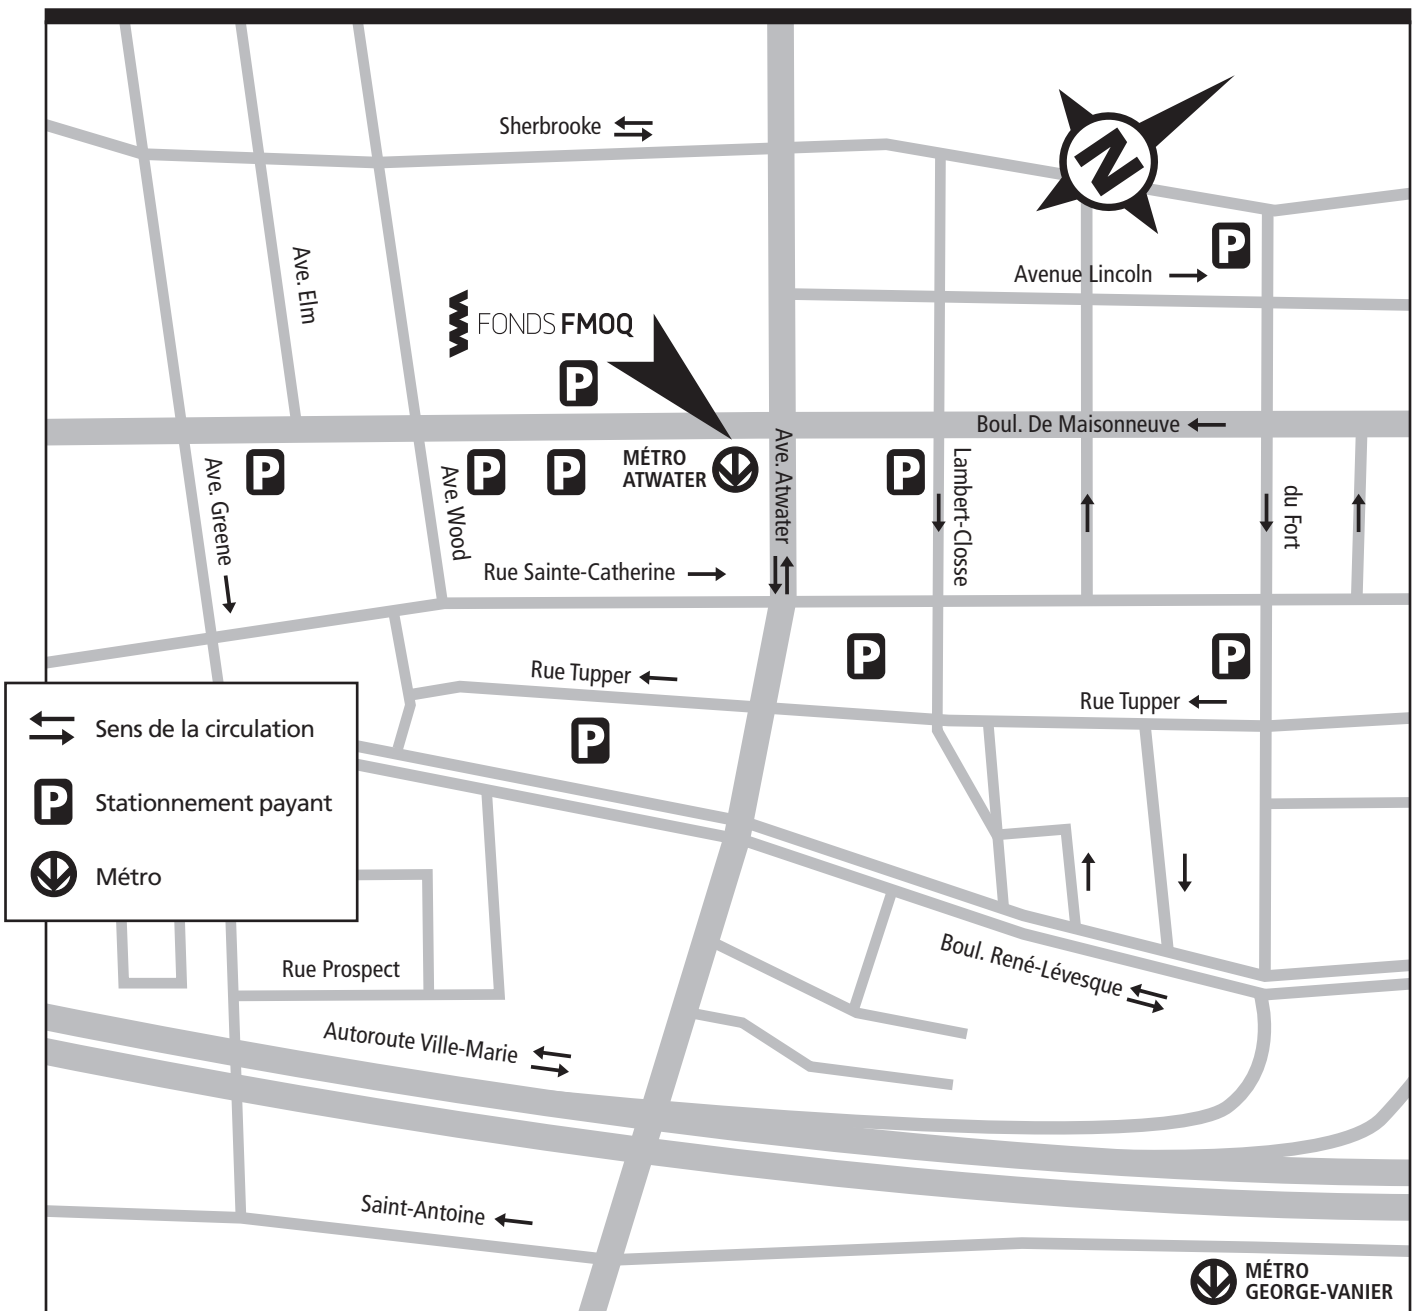 Sherbrooke
N
P
Avenue Lincoln
Ave. Elm
FONDS FMOQ
P
Boul. De Maisonneuve
P
Ave. Greene
P
Ave. Wood
P
MÉTRO
ATWATER
Ave. Atwater
P
Lambert-Closse
du Fort
Rue Sainte-Catherine
P
P
Rue Tupper
Rue Tupper
P
Sens de la circulation
P Stationnement payant
Métro
Rue Prospect
Boul. René-Lévesque
Autoroute Ville-Marie
Saint-Antoine
MÉTRO
GEORGE-VANIER